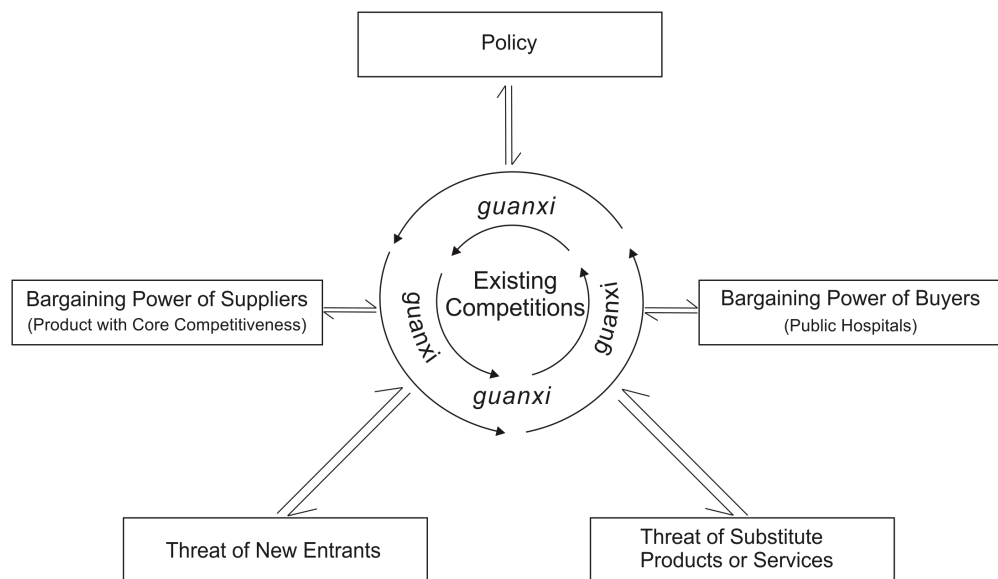 Policy
guanxi
Existing
Competitions
guanxi
guanxi
guanxi
Bargaining Power of Suppliers
(Product with Core Competitiveness)
Bargaining Power of Buyers
(Public Hospitals)
Threat of New Entrants
Threat of Substitute
Products or Services